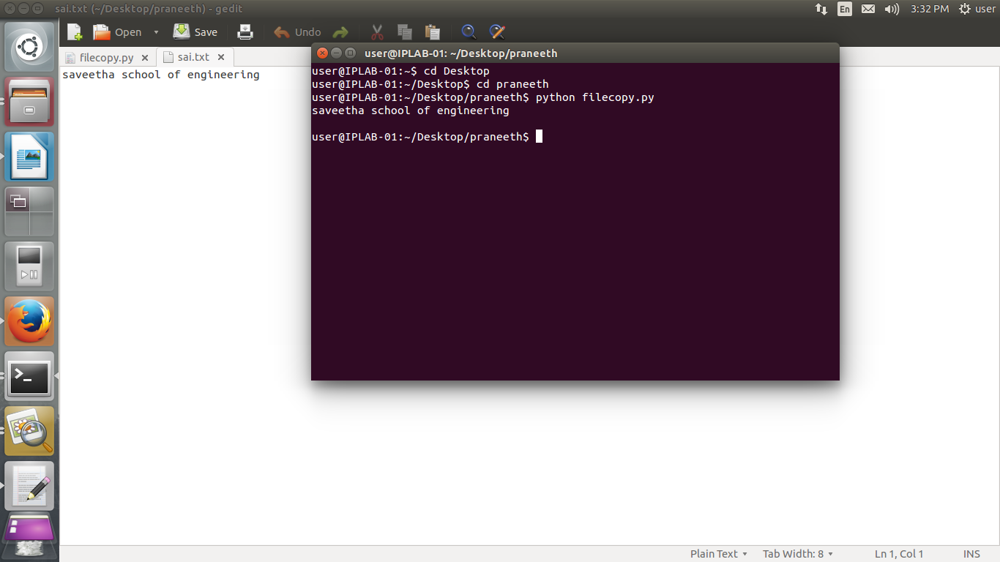 sai.txt (~/Desktop/praneeth) - gedit
En
3:32 PM
user
Open
Save
Undo
filecopy.py
sai.txt
saveetha school of engineering
user@IPLAB-01: ~/Desktop/praneeth
user@IPLAB-01:~$ cd Desktop
user@IPLAB-01:~/Desktop$ cd praneeth
user@IPLAB-01:~/Desktop/praneeth$ python filecopy.py
saveetha school of engineering
user@IPLAB-01:~/Desktop/praneeth$
Plain Text
Tab Width: 8
Ln 1, Col 1
INS